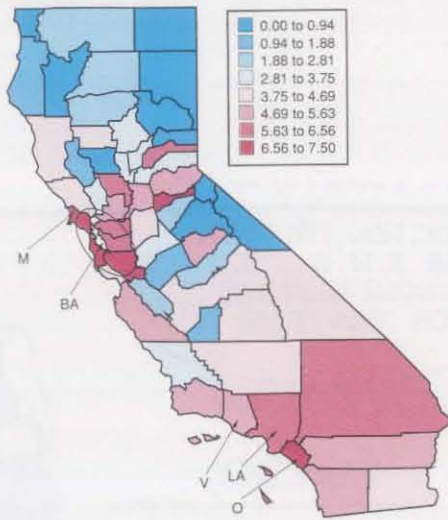 0.00 to 0.94
0.94 to 1.88
1.88 to 2.81
2.81 to 3.75
3.75 to 4.69
4.69 to 5.63
5.63 to 6.56
6.56 to 7.50
M
BA
V
LA
O